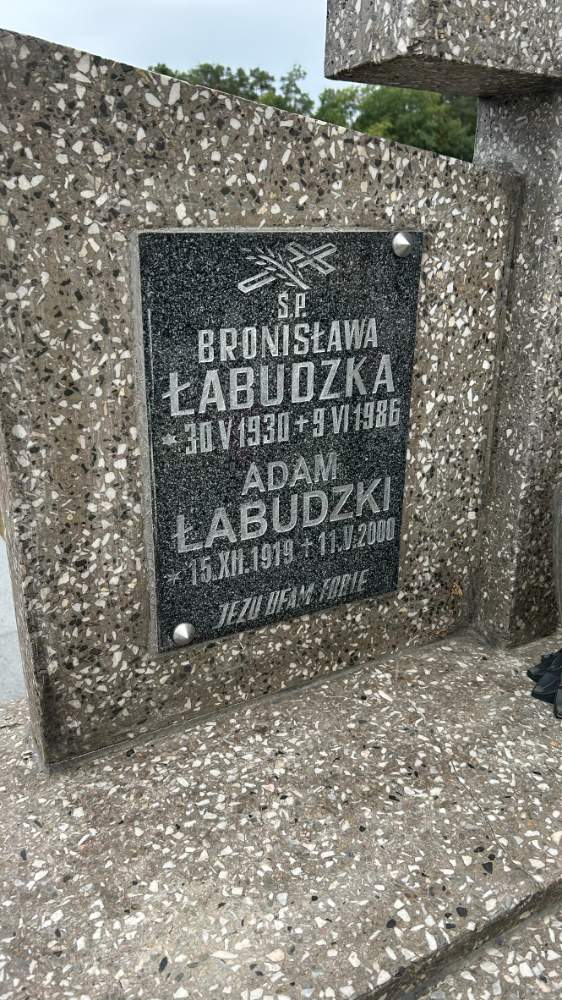 Ś.P.
BRONISŁAWA
ŁABUDZKA
* 30 V 1930 + 9 VI 1986
ADAM
ŁABUDZKI
* 15.XII.1919 + 11.V.2000
JEZU UFAM TOBIE